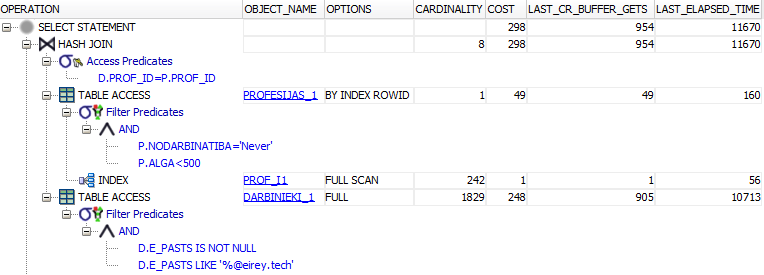 OPERATION OBJECT_NAME OPTIONS CARDINALITY COST LAST_CR_BUFFER_GETS LAST_ELAPSED_TIME
SELECT STATEMENT 298 954 11670
HASH JOIN 8 298 954 11670
Access Predicates
D.PROF_ID=P.PROF_ID
TABLE ACCESS PROFESIJAS_1 BY INDEX ROWID 1 49 49 160
Filter Predicates
AND
P.NODARBINATIBA='Never'
P.ALGA<500
INDEX PROF_I1 FULL SCAN 242 1 1 56
TABLE ACCESS DARBINIEKI_1 FULL 1829 248 905 10713
Filter Predicates
AND
D.E_PASTS IS NOT NULL
D.E_PASTS LIKE '%@eirey.tech'